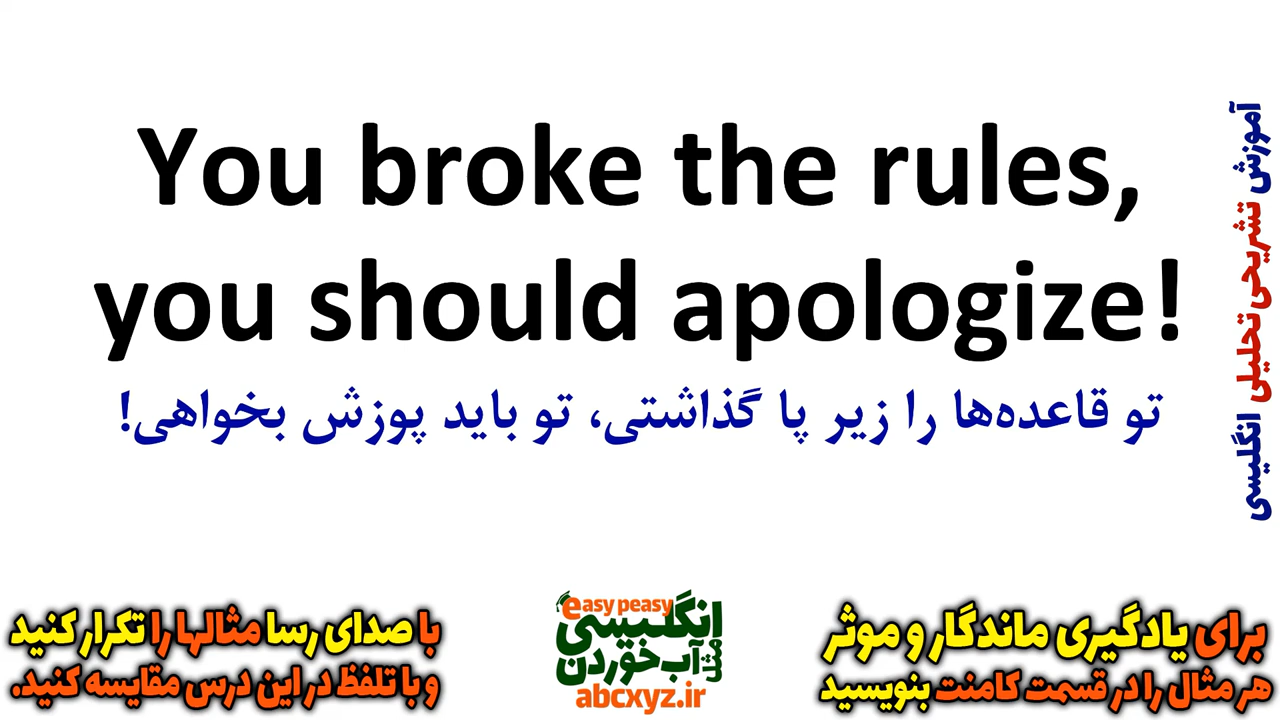 You broke the rules,
you should apologize!
تو قاعده‌ها را زیر پا گذاشتی، تو باید پوزش بخواهی!
آموزش تشریحی تحلیلی انگلیسی
برای یادگیری ماندگار و موثر
هر مثال را در قسمت کامنت بنویسید
easy peasy
انگلیسی
مثل آب خوردن
abcxyz.ir
با صدای رسا مثالها را تکرار کنید
و با تلفظ در این درس مقایسه کنید.